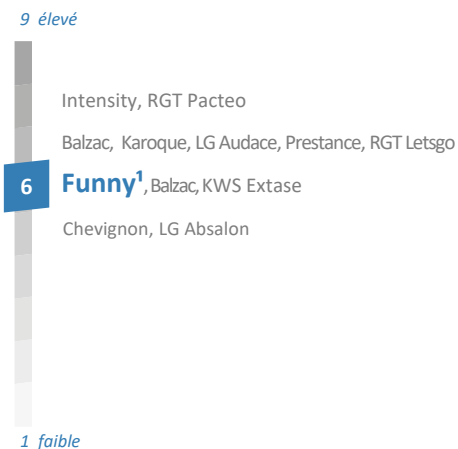 9 élevé
Intensity, RGT Pacteo
Balzac, Karoque, LG Audace, Prestance, RGT Letsgo
6 Funny¹, Balzac, KWS Extase
Chevignon, LG Absalon
1 faible